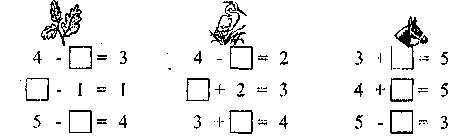 4 - □ = 3 4 - □ = 2 3 + □ = 5
□ - 1 = 1 □ + 2 = 3 4 + □ = 5
5 - □ = 4 3 + □ = 4 5 - □ = 3